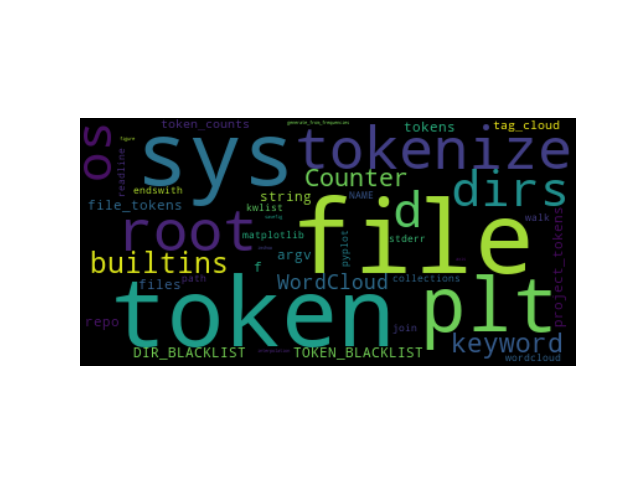 token_counts
generate_from_frequencies
tokens
tag_cloud
os
readline
figure
sys
tokenize
endswith
string
Counter
NAME
dirs
file_tokens
kwlist
config
root
matplotlib
d
file
stderr
walk
project_tokens
builtins
argv
pyplot
f
files
path
WordCloud
collections
token
plt
repo
join
keyword
DIR_BLACKLIST
TOKEN_BLACKLIST
wordcloud